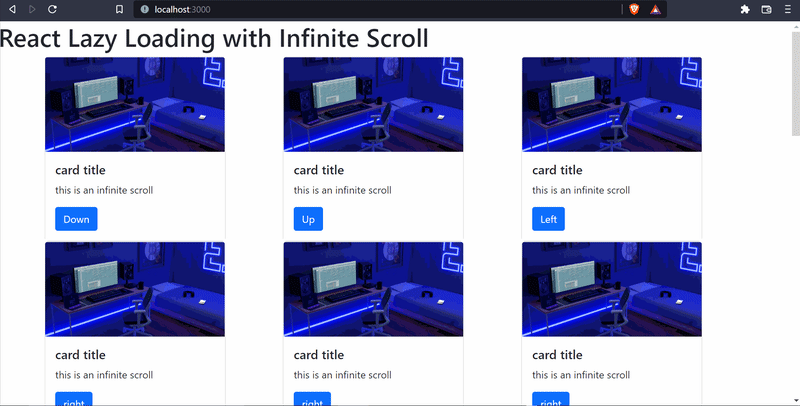 localhost:3000
React Lazy Loading with Infinite Scroll
card title
this is an infinite scroll
Down
card title
this is an infinite scroll
Up
card title
this is an infinite scroll
Left
card title
this is an infinite scroll
right
card title
this is an infinite scroll
right
card title
this is an infinite scroll
right